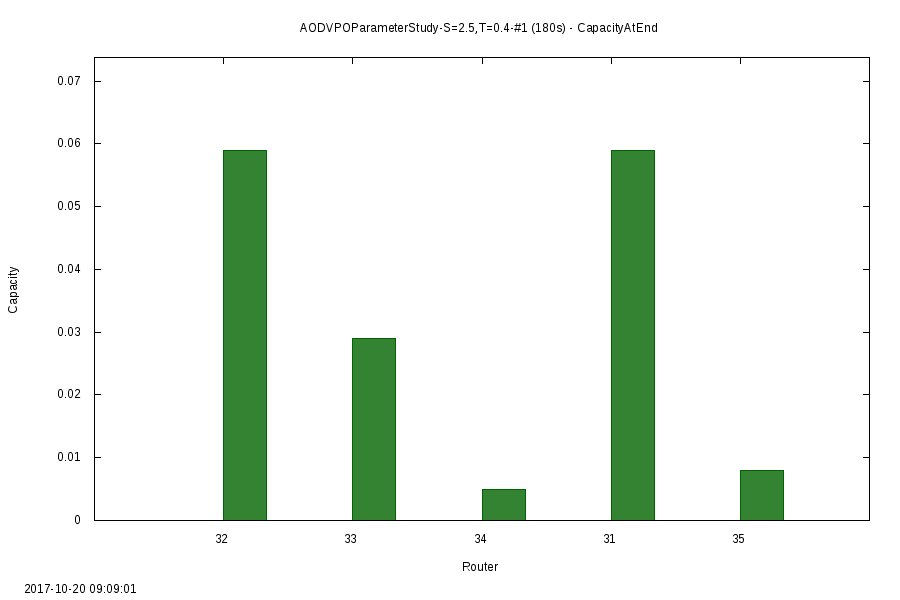 AODVPOParameterStudy-S=2.5,T=0.4-#1 (180s) - CapacityAtEnd
0.07
0.06
0.05
0.04
0.03
0.02
0.01
0
Capacity
32 33 34 31 35
Router
2017-10-20 09:09:01